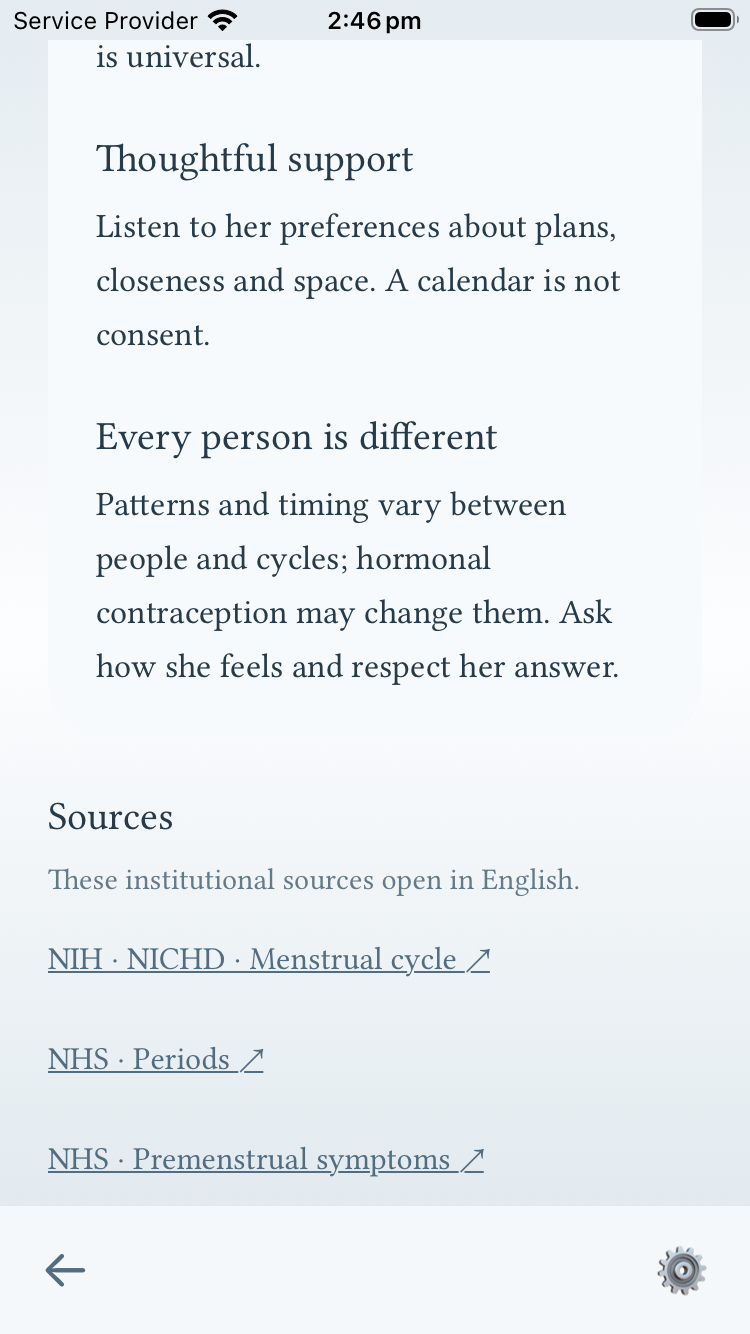 Service Provider 2:46 pm
is universal.
Thoughtful support
Listen to her preferences about plans,
closeness and space. A calendar is not
consent.
Every person is different
Patterns and timing vary between
people and cycles; hormonal
contraception may change them. Ask
how she feels and respect her answer.
Sources
These institutional sources open in English.
NIH · NICHD · Menstrual cycle ↗
NHS · Periods ↗
NHS · Premenstrual symptoms ↗